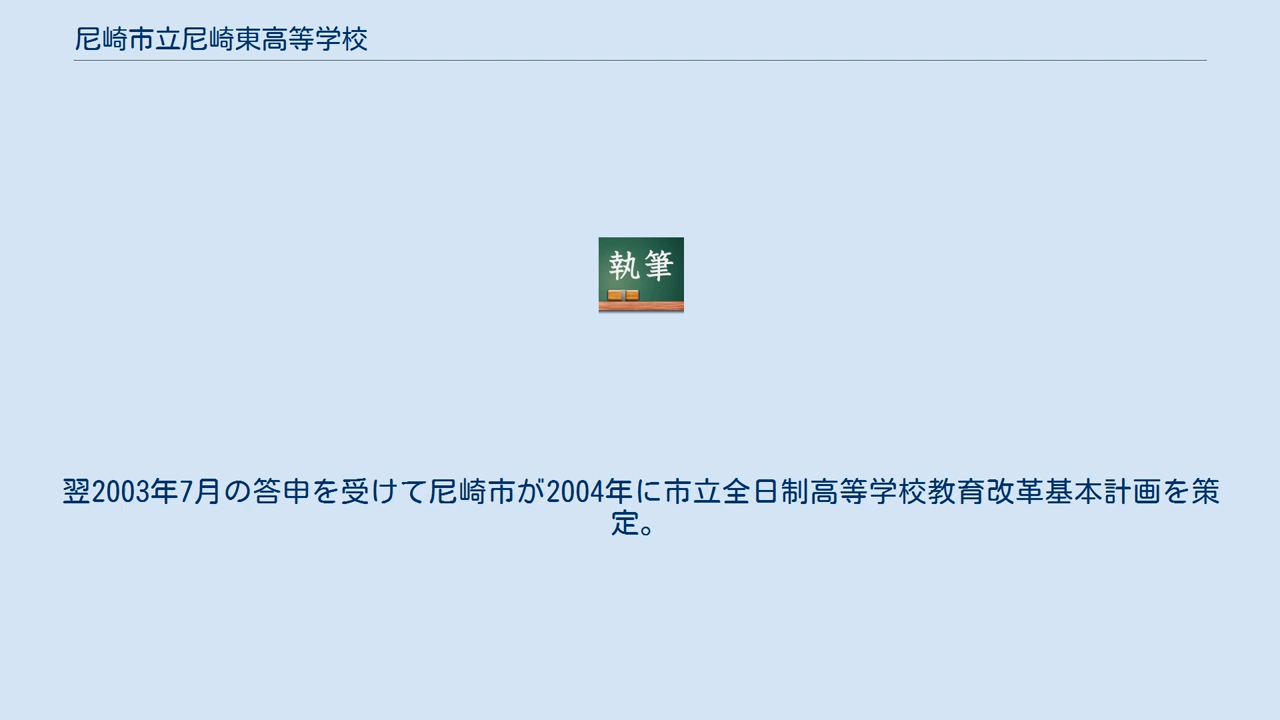 尼崎市立尼崎東高等学校
執筆
翌2003年7月の答申を受けて尼崎市が2004年に市立全日制高等学校教育改革基本計画を策
定。